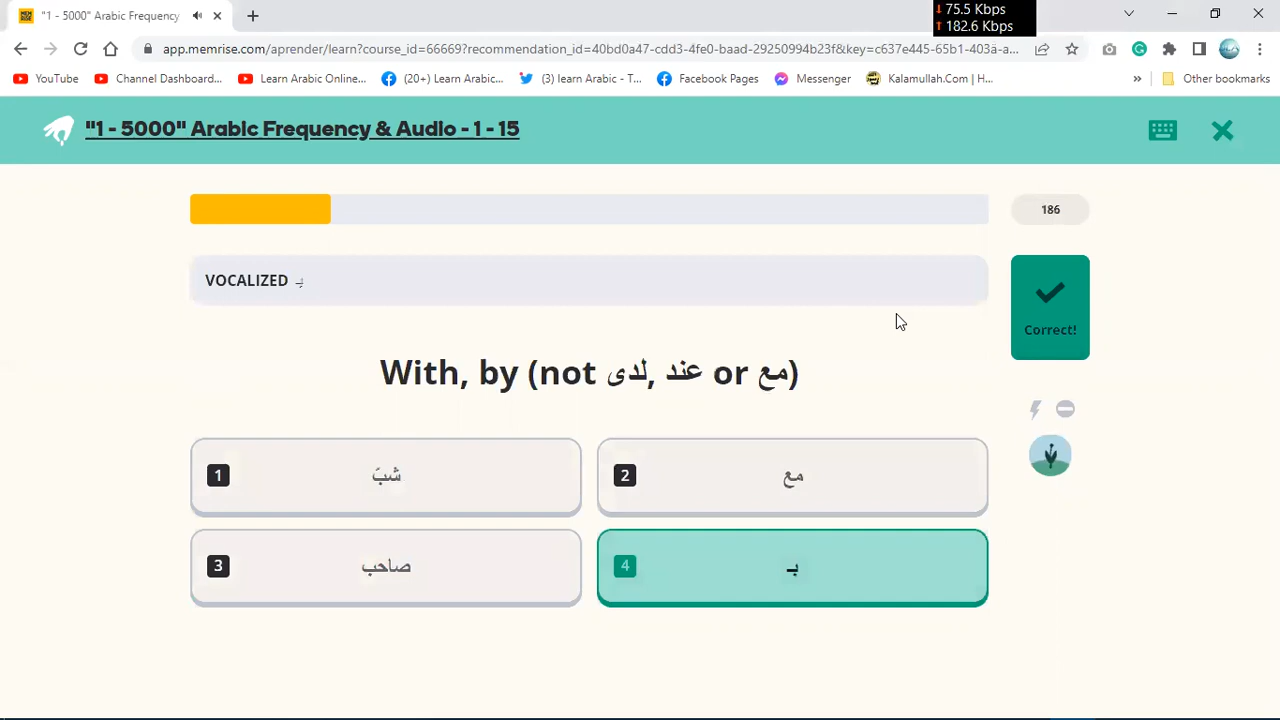 "1 - 5000" Arabic Frequency
75.5 Kbps
182.6 Kbps
app.memrise.com/aprender/learn?course_id=66669?recommendation_id=40bd0a47-cdd3-4fe0-baad-29250994b23f&key=c637e445-65b1-403a-a...
YouTube
Channel Dashboard...
Learn Arabic Online...
(20+) Learn Arabic...
(3) learn Arabic - T...
Facebook Pages
Messenger
Kalamullah.Com | H...
»
Other bookmarks
"1 - 5000" Arabic Frequency & Audio - 1 - 15
186
VOCALIZED بـِ
Correct!
With, by (not لدى, عند or مع)
1 شبّ
2 مع
3 صاحب
4 بـ